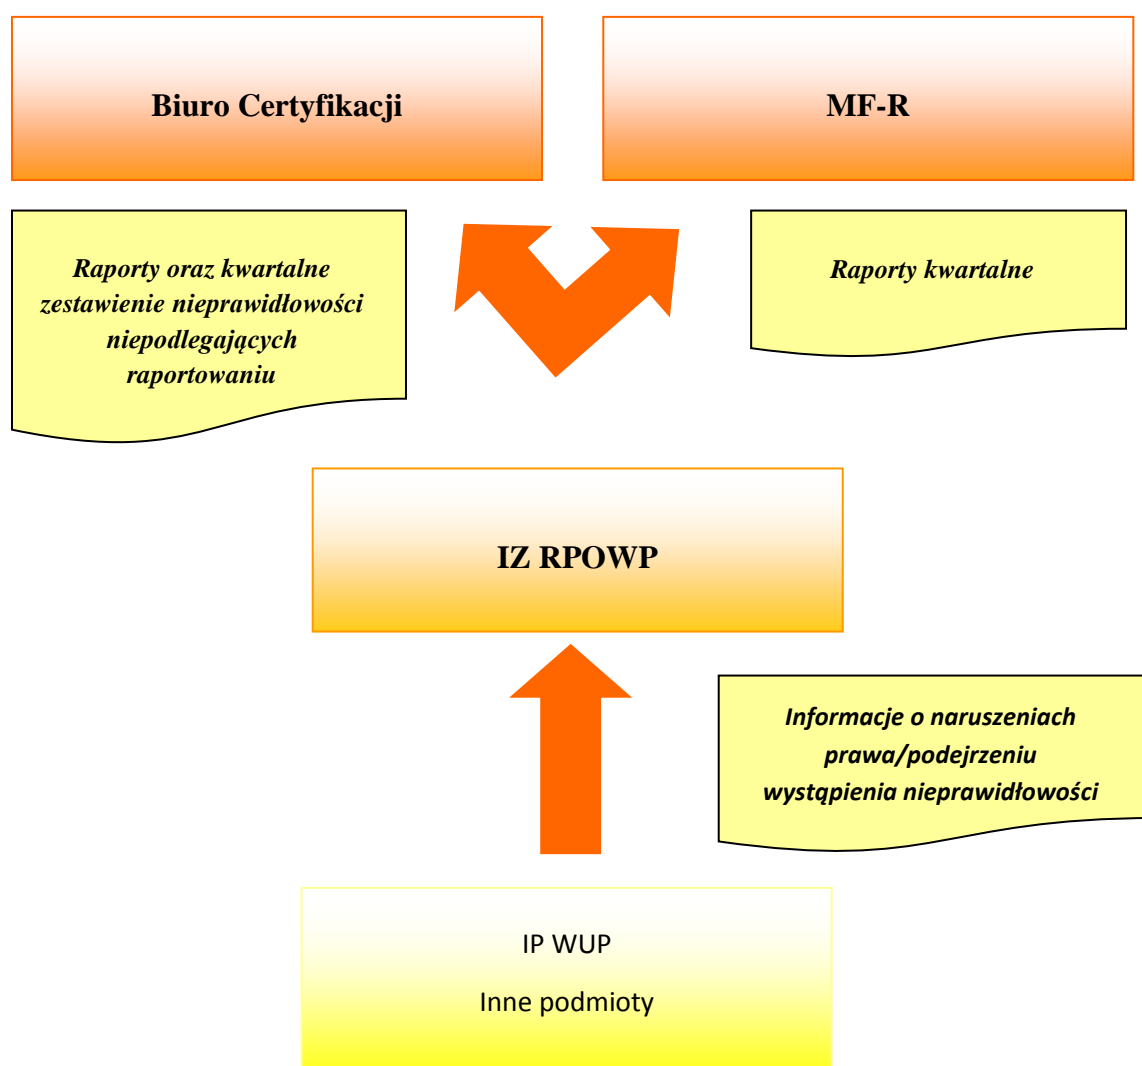 Biuro Certyfikacji
MF-R
Raporty oraz kwartalne
zestawienie nieprawidłowości
niepodlegających
raportowaniu
Raporty kwartalne
IZ RPOWP
Informacje o naruszeniach
prawa/podejrzeniu
wystąpienia nieprawidłowości
IP WUP
Inne podmioty